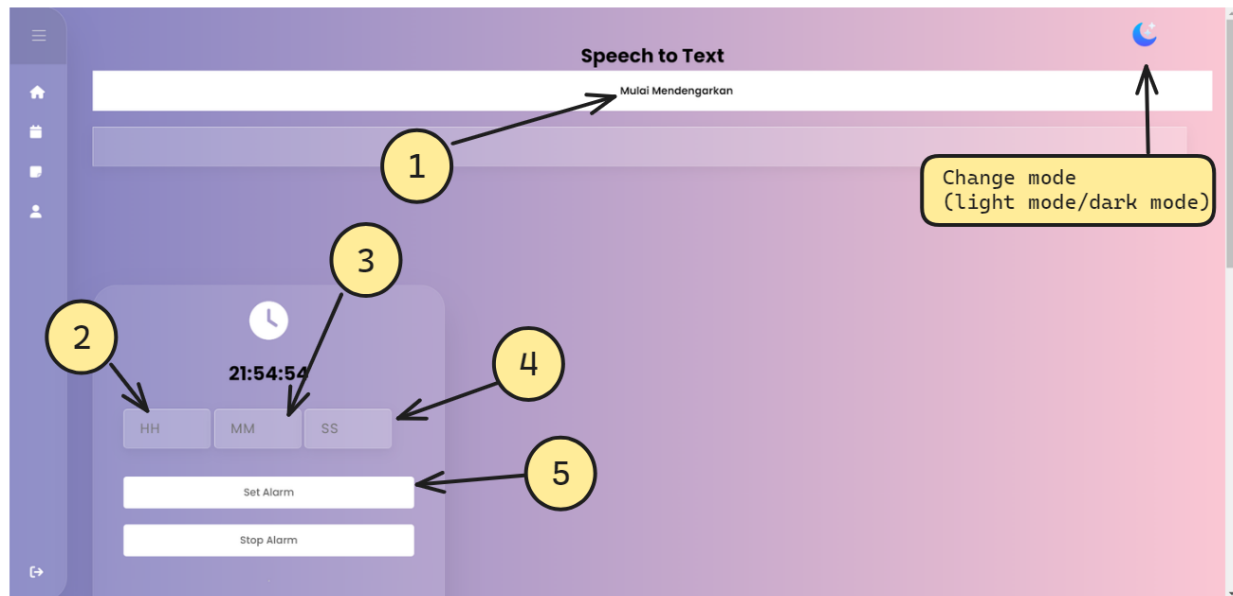 Speech to Text
Mulai Mendengarkan
1
Change mode
(light mode/dark mode)
3
2
21:54:54
4
HH MM SS
5
Set Alarm
Stop Alarm